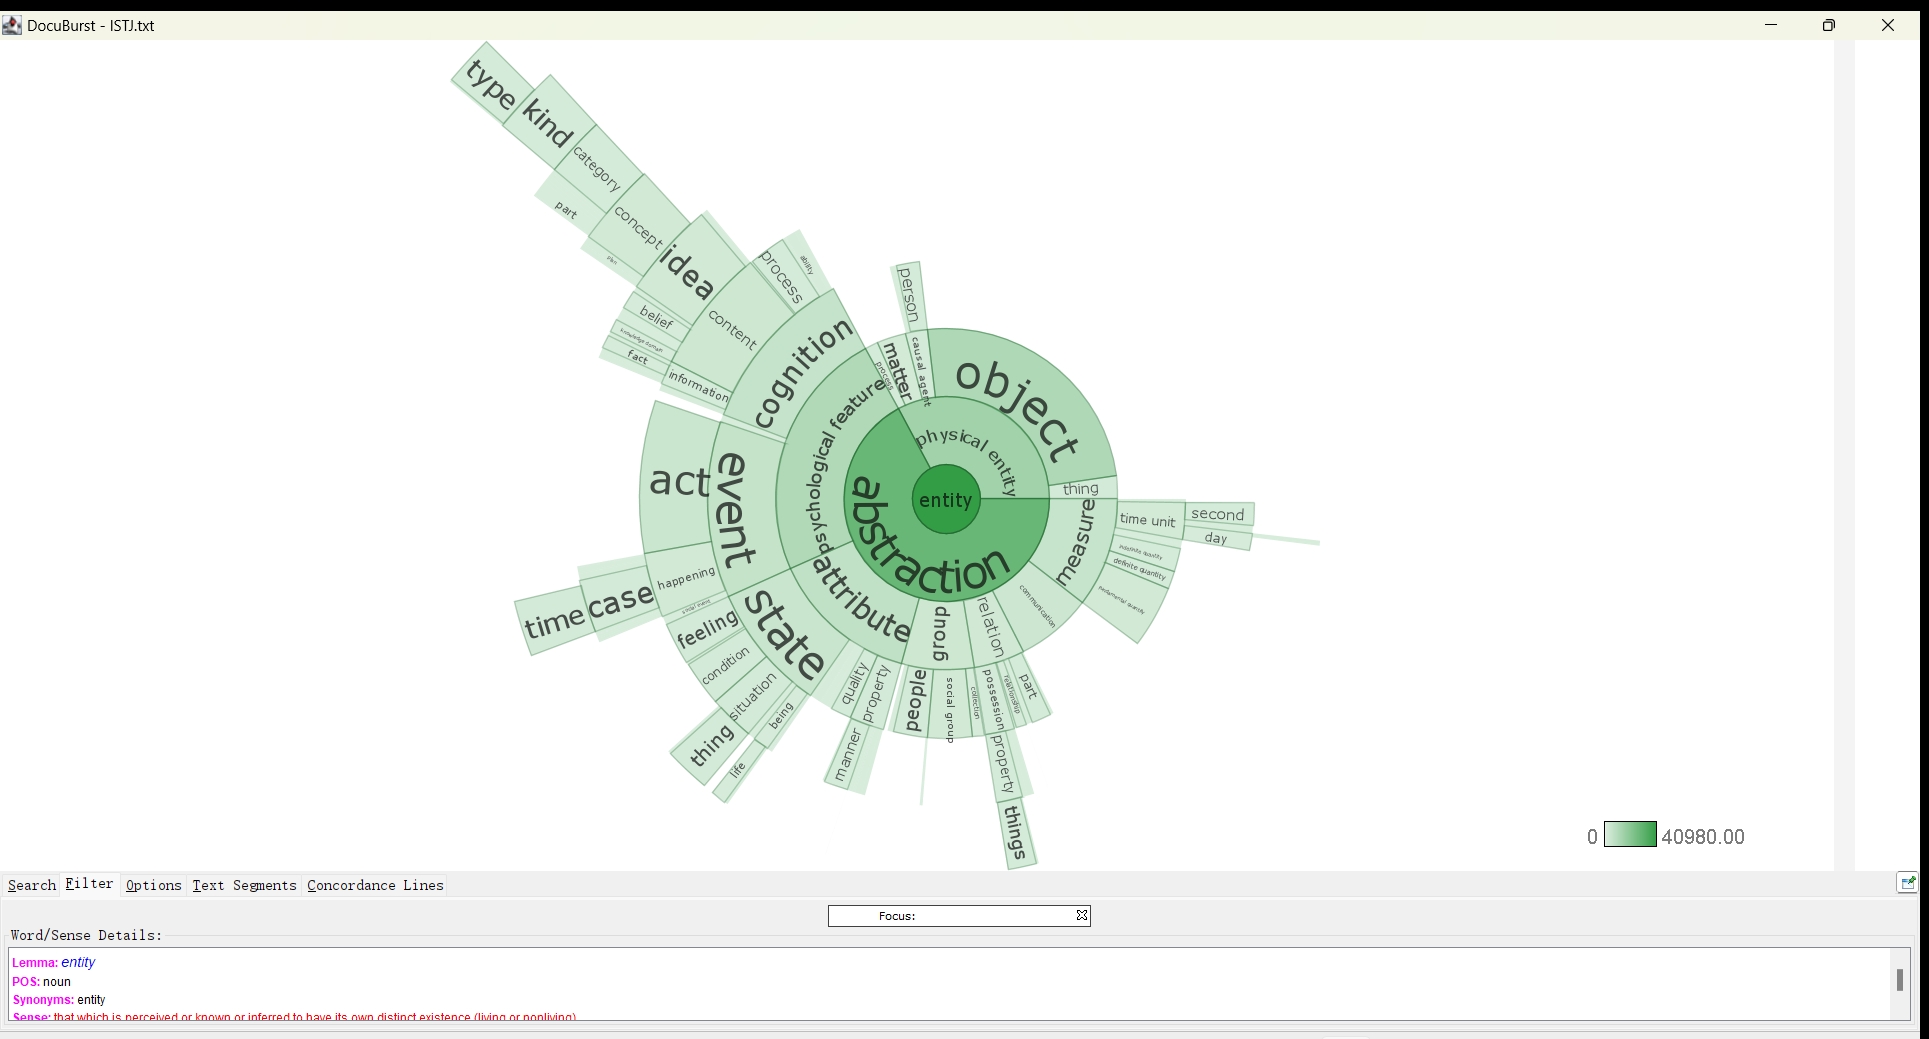 DocuBurst - ISTJ.txt
type
kind
category
part
concept
plan
idea
process
ability
belief
content
knowledge domain
fact
information
cognition
person
matter
process
causal agent
object
psychological feature
physical entity
act
event
entity
thing
abstraction
measure
time unit
second
day
indefinite quantity
definite quantity
fundamental quantity
happening
case
time
social event
feeling
state
attribute
condition
situation
being
thing
life
quality
property
manner
group
relation
communication
people
social group
collection
possession
relationship
part
property
things
0 40980.00
Search Filter Options Text Segments Concordance Lines
Focus:
Word/Sense Details:
Lemma: entity
POS: noun
Synonyms: entity
Sense: that which is perceived or known or inferred to have its own distinct existence (living or nonliving)